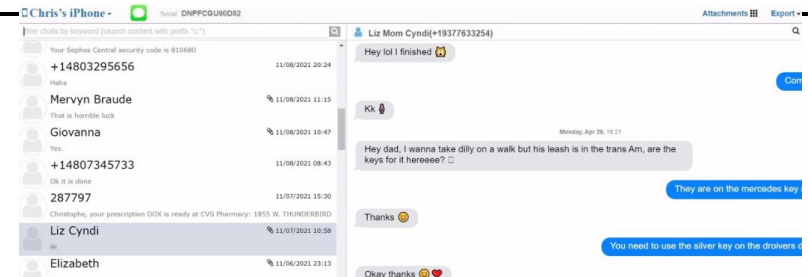 Chris's iPhone
Serial DNPFCGU90D82
Attachments
Export
filter chats by keyword (search content with prefix "c:")
Your Sophos Central security code is 810680
+14803295656
11/08/2021 20:24
Haha
Mervyn Braude
11/08/2021 11:15
That is horrible luck
Giovanna
11/08/2021 10:47
Yes.
+14807345733
11/08/2021 08:43
Ok it is done
287797
11/07/2021 15:30
Christophe, your prescription DOX is ready at CVS Pharmacy: 1855 W. THUNDERBIRD
Liz Cyndi
11/07/2021 10:58
Elizabeth
11/06/2021 23:13
Liz Mom Cyndi(+19377633254)
Hey lol I finished 🐱
Com
Kk
Monday, Apr 26, 16:21
Hey dad, I wanna take dilly on a walk but his leash is in the trans Am, are the
keys for it hereeee?
They are on the mercedes key
Thanks 😊
You need to use the silver key on the droivers d
Okay thanks 😊❤️